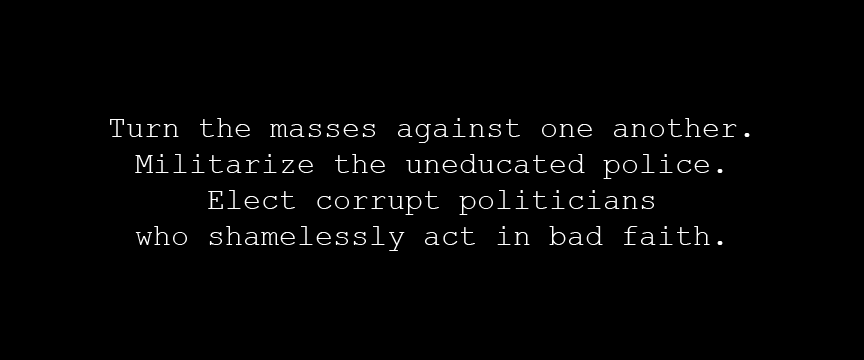 Turn the masses against one another.
Militarize the uneducated police.
Elect corrupt politicians
who shamelessly act in bad faith.